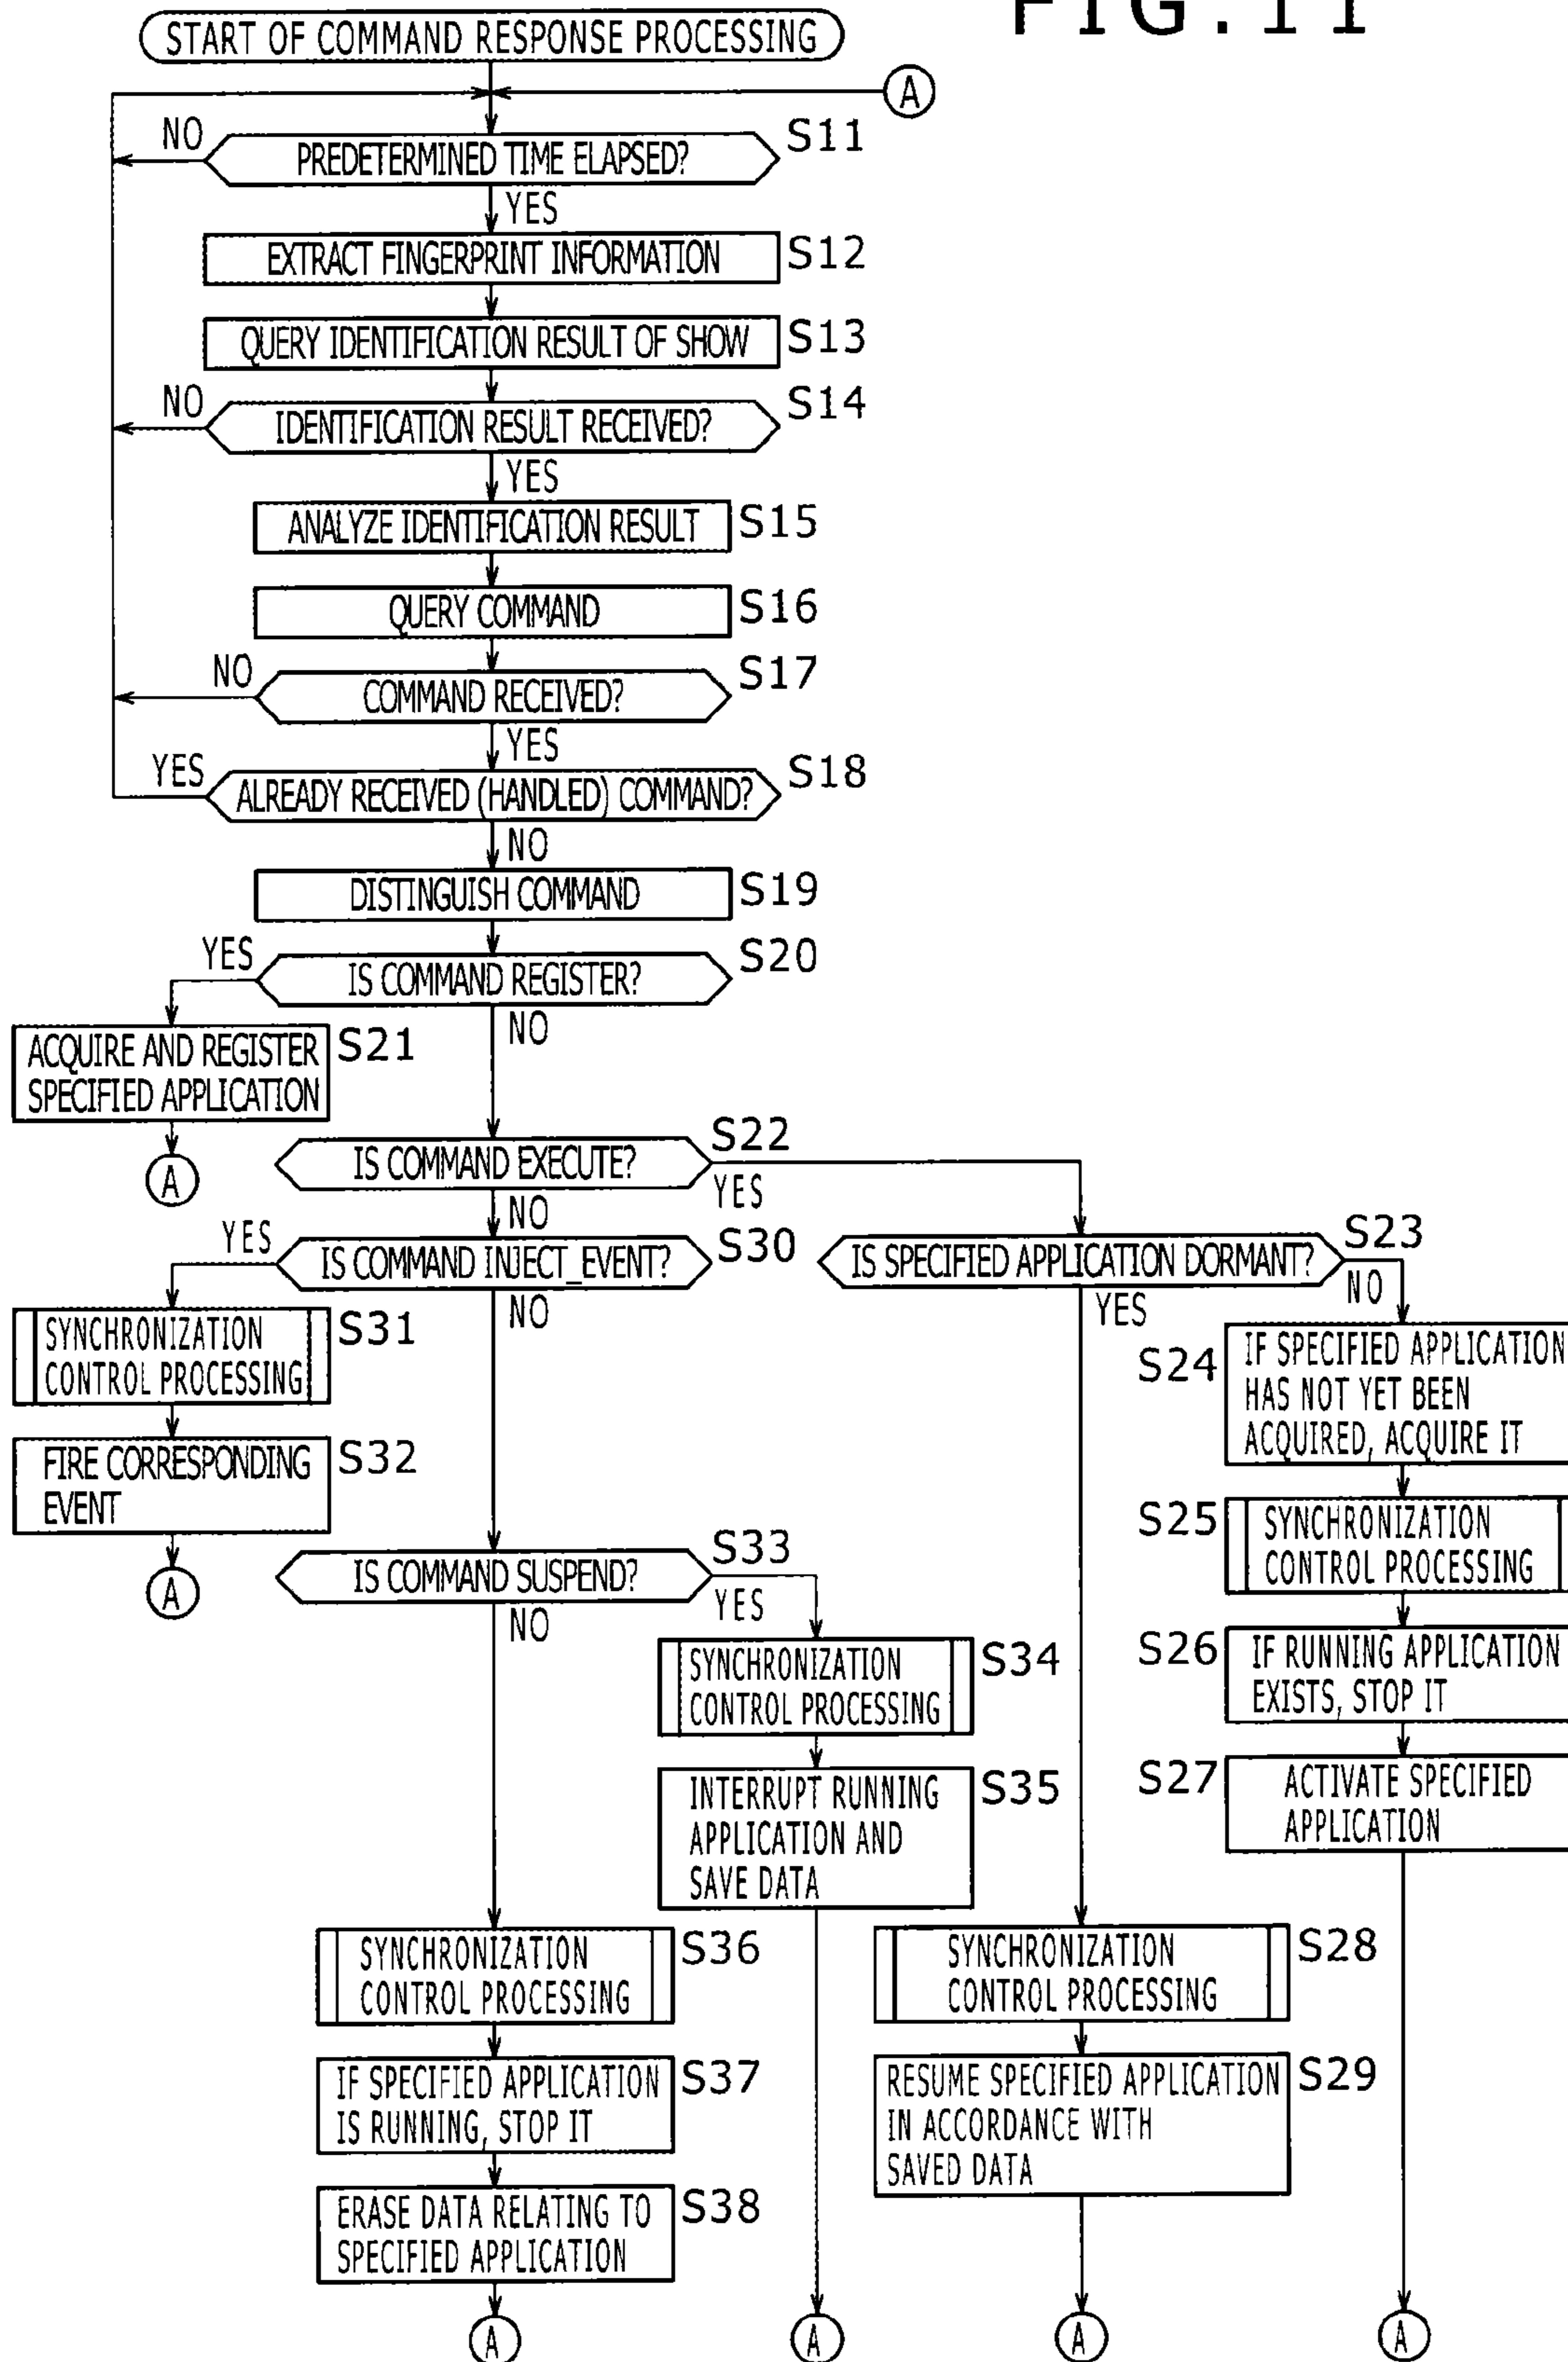 FIG.11
START OF COMMAND RESPONSE PROCESSING
A
NO
PREDETERMINED TIME ELAPSED?
S11
YES
EXTRACT FINGERPRINT INFORMATION
S12
QUERY IDENTIFICATION RESULT OF SHOW
S13
NO
IDENTIFICATION RESULT RECEIVED?
S14
YES
ANALYZE IDENTIFICATION RESULT
S15
QUERY COMMAND
S16
NO
COMMAND RECEIVED?
S17
YES
YES
ALREADY RECEIVED (HANDLED) COMMAND?
S18
NO
DISTINGUISH COMMAND
S19
YES
IS COMMAND REGISTER?
S20
NO
ACQUIRE AND REGISTER
SPECIFIED APPLICATION
S21
A
IS COMMAND EXECUTE?
S22
YES
NO
YES
IS COMMAND INJECT_EVENT?
S30
NO
SYNCHRONIZATION
CONTROL PROCESSING
S31
FIRE CORRESPONDING
EVENT
S32
A
IS SPECIFIED APPLICATION DORMANT?
S23
NO
YES
S24
IF SPECIFIED APPLICATION
HAS NOT YET BEEN
ACQUIRED, ACQUIRE IT
S25
SYNCHRONIZATION
CONTROL PROCESSING
S26
IF RUNNING APPLICATION
EXISTS, STOP IT
S27
ACTIVATE SPECIFIED
APPLICATION
IS COMMAND SUSPEND?
S33
YES
NO
SYNCHRONIZATION
CONTROL PROCESSING
S34
INTERRUPT RUNNING
APPLICATION AND
SAVE DATA
S35
SYNCHRONIZATION
CONTROL PROCESSING
S36
IF SPECIFIED APPLICATION
IS RUNNING, STOP IT
S37
ERASE DATA RELATING TO
SPECIFIED APPLICATION
S38
SYNCHRONIZATION
CONTROL PROCESSING
S28
RESUME SPECIFIED APPLICATION
IN ACCORDANCE WITH
SAVED DATA
S29
A
A
A
A